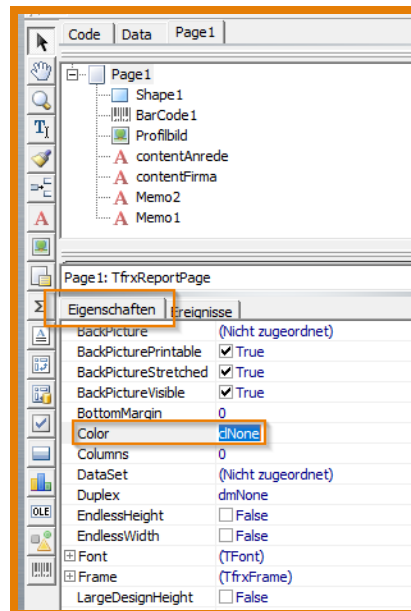 Code Data Page1
Page1
Shape1
BarCode1
Profilbild
contentAnrede
contentFirma
Memo2
Memo1
Page1: TfrxReportPage
Eigenschaften Ereignisse
BackPicture (Nicht zugeordnet)
BackPicturePrintable True
BackPictureStretched True
BackPictureVisible True
BottomMargin 0
Color clNone
Columns 0
DataSet (Nicht zugeordnet)
Duplex dmNone
EndlessHeight False
EndlessWidth False
Font (TFont)
Frame (TfrxFrame)
LargeDesignHeight False
OLE